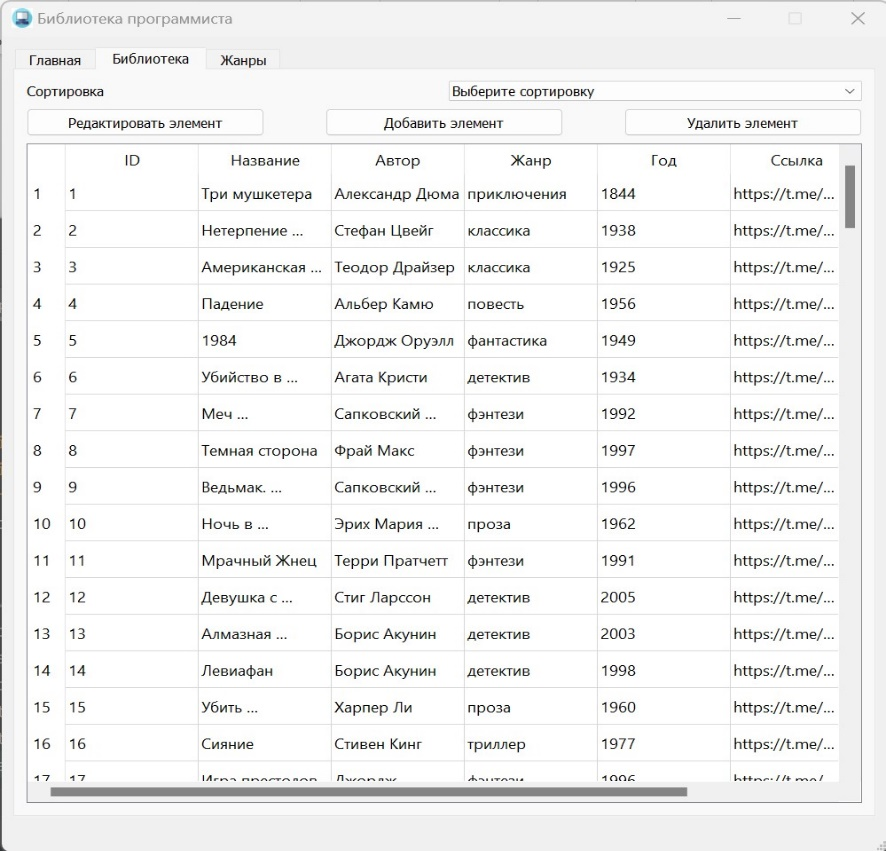 Библиотека программиста
Главная Библиотека Жанры
Сортировка Выберите сортировку
Редактировать элемент Добавить элемент Удалить элемент
ID Название Автор Жанр Год Ссылка
1 1 Три мушкетера Александр Дюма приключения 1844 https://t.me/...
2 2 Нетерпение ... Стефан Цвейг классика 1938 https://t.me/...
3 3 Американская ... Теодор Драйзер классика 1925 https://t.me/...
4 4 Падение Альбер Камю повесть 1956 https://t.me/...
5 5 1984 Джордж Оруэлл фантастика 1949 https://t.me/...
6 6 Убийство в ... Агата Кристи детектив 1934 https://t.me/...
7 7 Меч ... Сапковский ... фэнтези 1992 https://t.me/...
8 8 Темная сторона Фрай Макс фэнтези 1997 https://t.me/...
9 9 Ведьмак. ... Сапковский ... фэнтези 1996 https://t.me/...
10 10 Ночь в ... Эрих Мария ... проза 1962 https://t.me/...
11 11 Мрачный Жнец Терри Пратчетт фэнтези 1991 https://t.me/...
12 12 Девушка с ... Стиг Ларссон детектив 2005 https://t.me/...
13 13 Алмазная ... Борис Акунин детектив 2003 https://t.me/...
14 14 Левиафан Борис Акунин детектив 1998 https://t.me/...
15 15 Убить ... Харпер Ли проза 1960 https://t.me/...
16 16 Сияние Стивен Кинг триллер 1977 https://t.me/...
17 17 Игра престолов Джордж ... фэнтези 1996 https://t.me/...